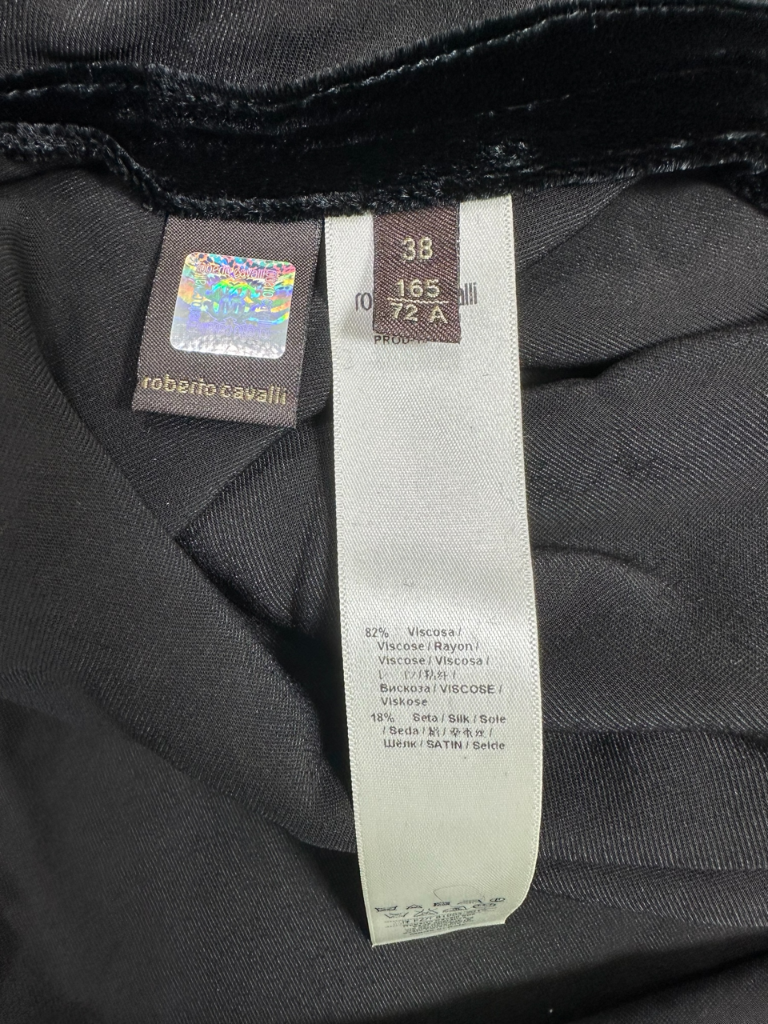 roberto cavalli
38
165
72 A
82% Viscosa /
Viscose / Rayon /
Viscose / Viscosa /
Вискоза / VISCOSE /
Viskose
18% Seta / Silk / Soie
/ Seda / 絹 /
Шёлк / SATIN / Seide